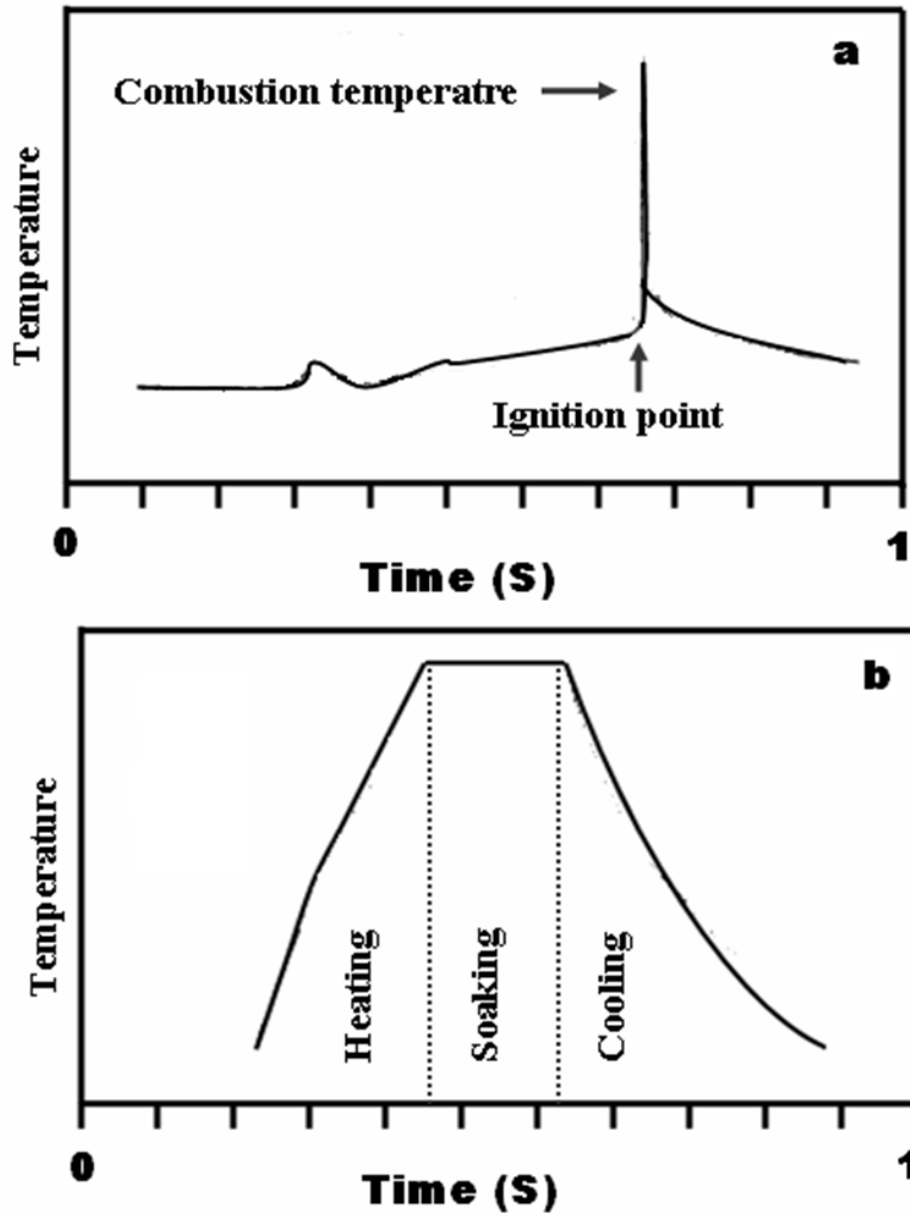 a
Combustion temperatre
Temperature
Ignition point
0
1
Time (S)
b
Temperature
Heating
Soaking
Cooling
0
1
Time (S)